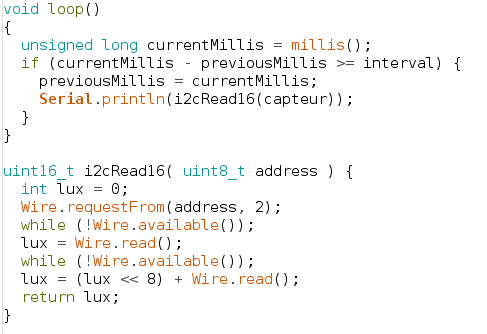 void loop()
{
  unsigned long currentMillis = millis();
  if (currentMillis - previousMillis >= interval) {
    previousMillis = currentMillis;
    Serial.println(i2cRead16(capteur));
  }
}

uint16_t i2cRead16( uint8_t address ) {
  int lux = 0;
  Wire.requestFrom(address, 2);
  while (!Wire.available());
  lux = Wire.read();
  while (!Wire.available());
  lux = (lux << 8) + Wire.read();
  return lux;
}